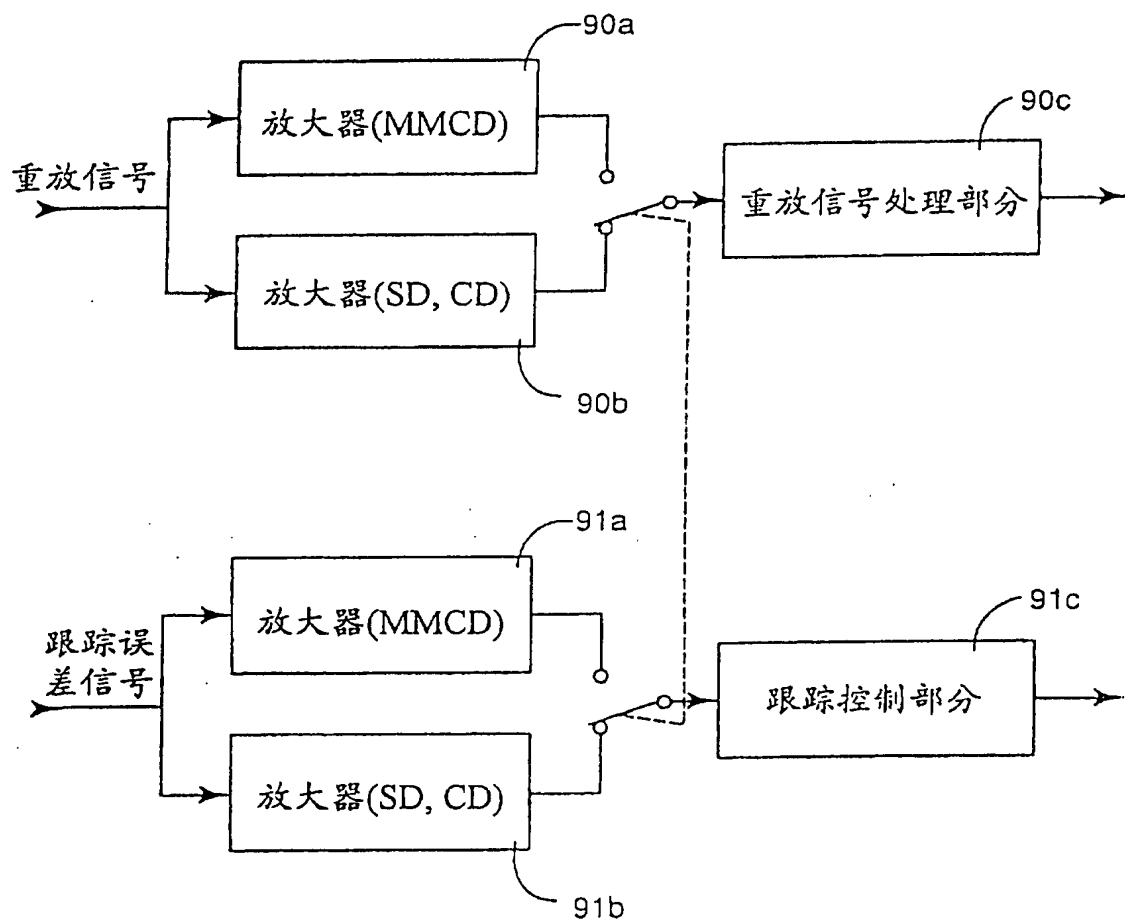 90a
放大器(MMCD)
90c
重放信号
重放信号处理部分
放大器(SD, CD)
90b
91a
放大器(MMCD)
91c
跟踪误
差信号
跟踪控制部分
放大器(SD, CD)
91b